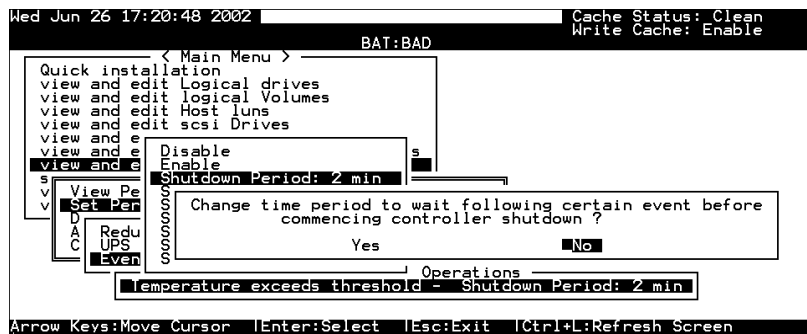 Wed Jun 26 17:20:48 2002 Cache Status: Clean
BAT:BAD Write Cache: Enable
< Main Menu >
Quick installation
view and edit Logical drives
view and edit logical Volumes
view and edit Host luns
view and edit scsi Drives
view and e
view and e s
view and e
Disable
Enable
Shutdown Period: 2 min
s
v
v
View Pe
Set Per
D
A
C
Redu
UPS
Even
S
S
S
S
S
S
Change time period to wait following certain event before
commencing controller shutdown ?
Yes No
Operations
Temperature exceeds threshold - Shutdown Period: 2 min
Arrow Keys:Move Cursor |Enter:Select |Esc:Exit |Ctrl+L:Refresh Screen